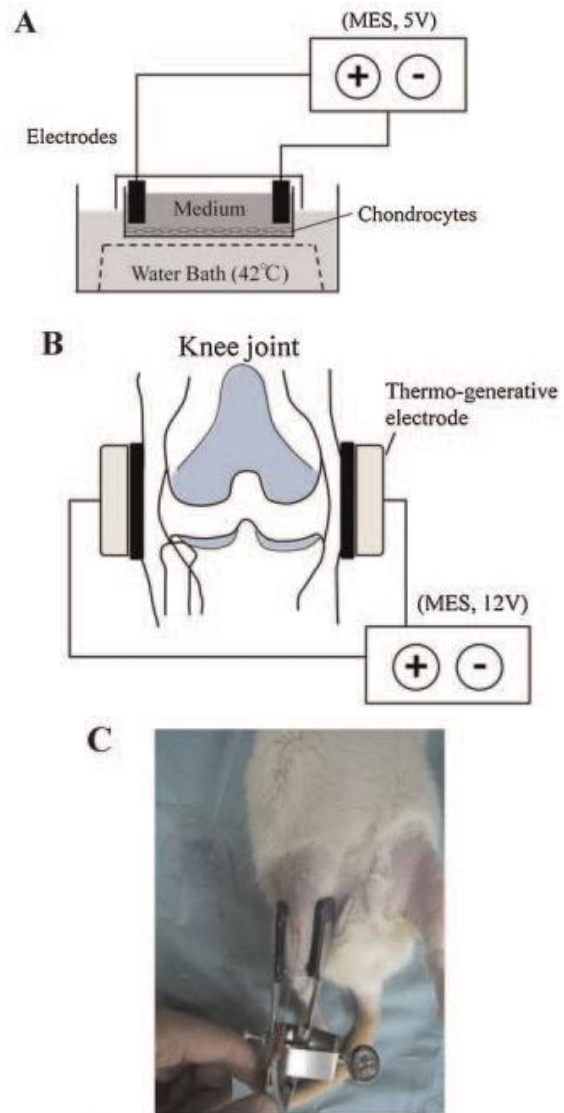 A
(MES, 5V)
+ -
Electrodes
Medium
Chondrocytes
Water Bath (42℃)
B
Knee joint
Thermo-generative
electrode
(MES, 12V)
+ -
C